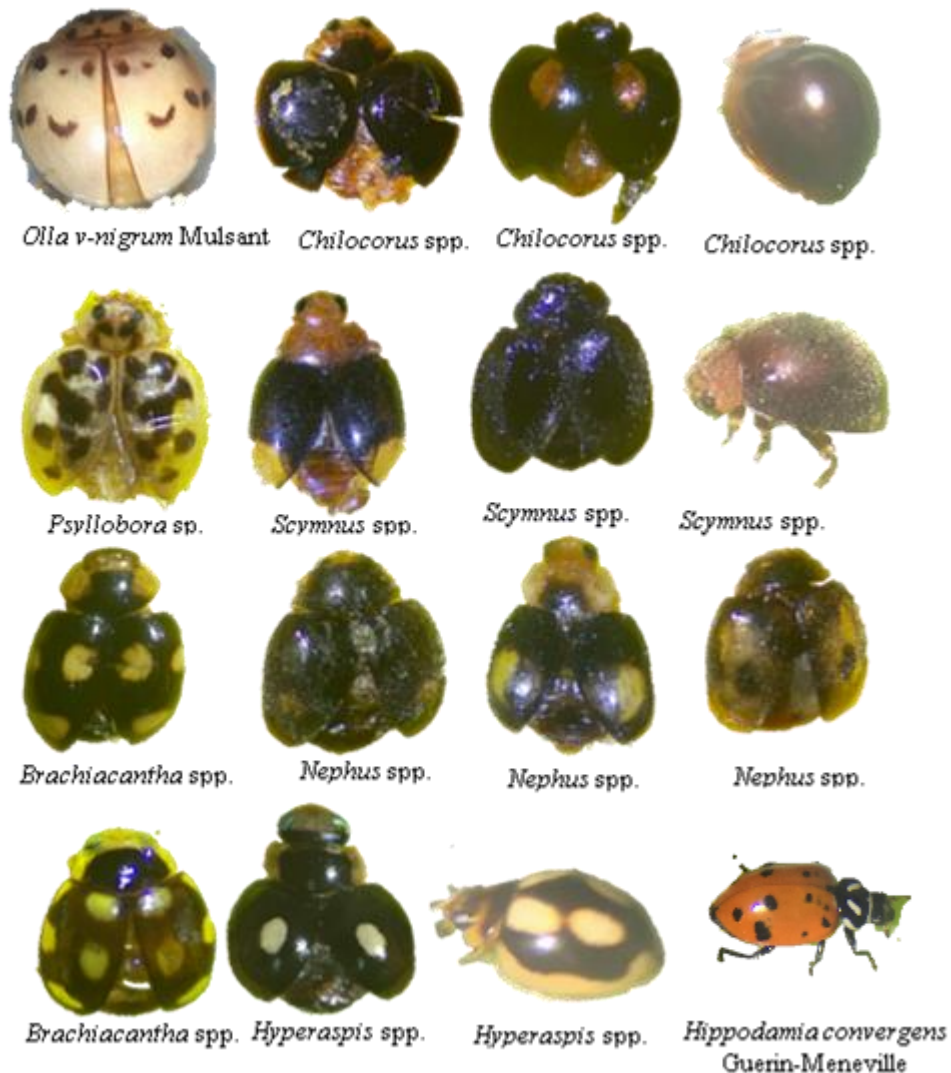 Olla v-nigrum Mulsant
Chilocorus spp.
Chilocorus spp.
Chilocorus spp.
Psyllobora sp.
Scymnus spp.
Scymnus spp.
Scymnus spp.
Brachiacantha spp.
Nephus spp.
Nephus spp.
Nephus spp.
Brachiacantha spp.
Hyperaspis spp.
Hyperaspis spp.
Hippodamia convergens
Guerin-Meneville